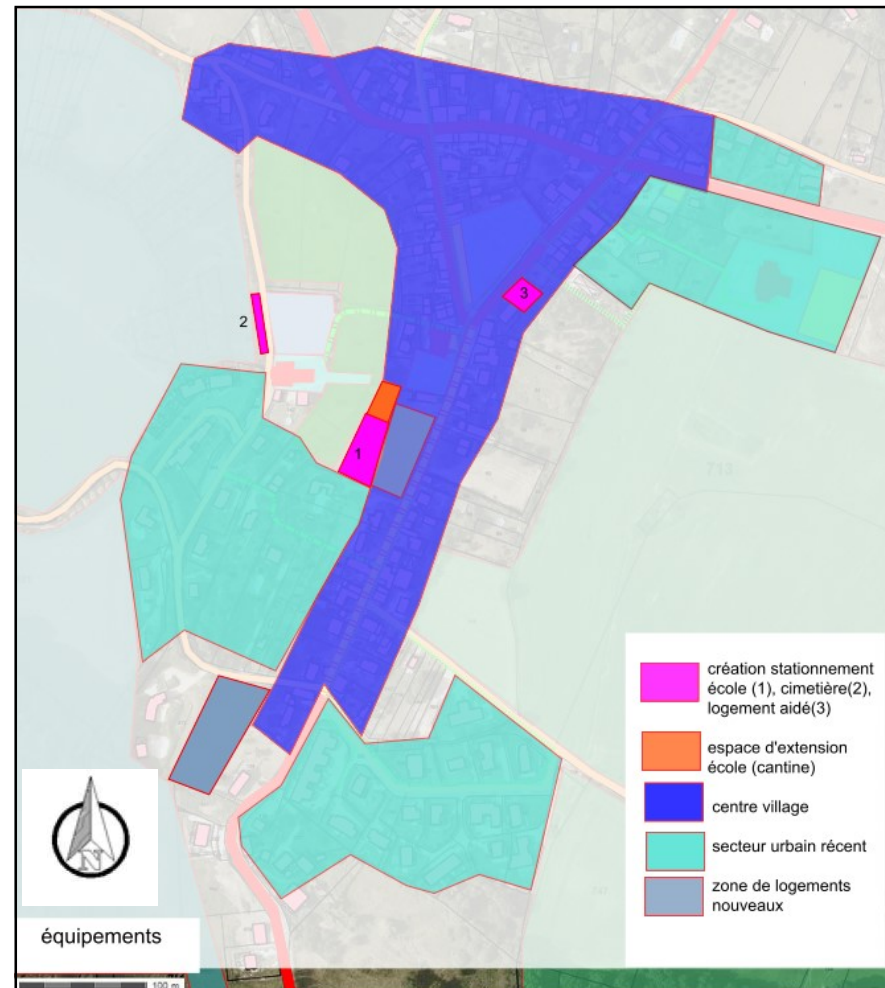 3
2
1
713
création stationnement
école (1), cimetière(2),
logement aidé(3)
espace d'extension
école (cantine)
centre village
secteur urbain récent
zone de logements
nouveaux
N
équipements
100 m